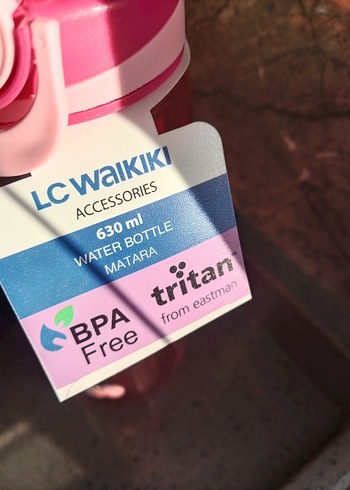 LC WAIKIKI
ACCESSORIES
630 ml
WATER BOTTLE
MATARA
BPA
Free
tritan
from eastman